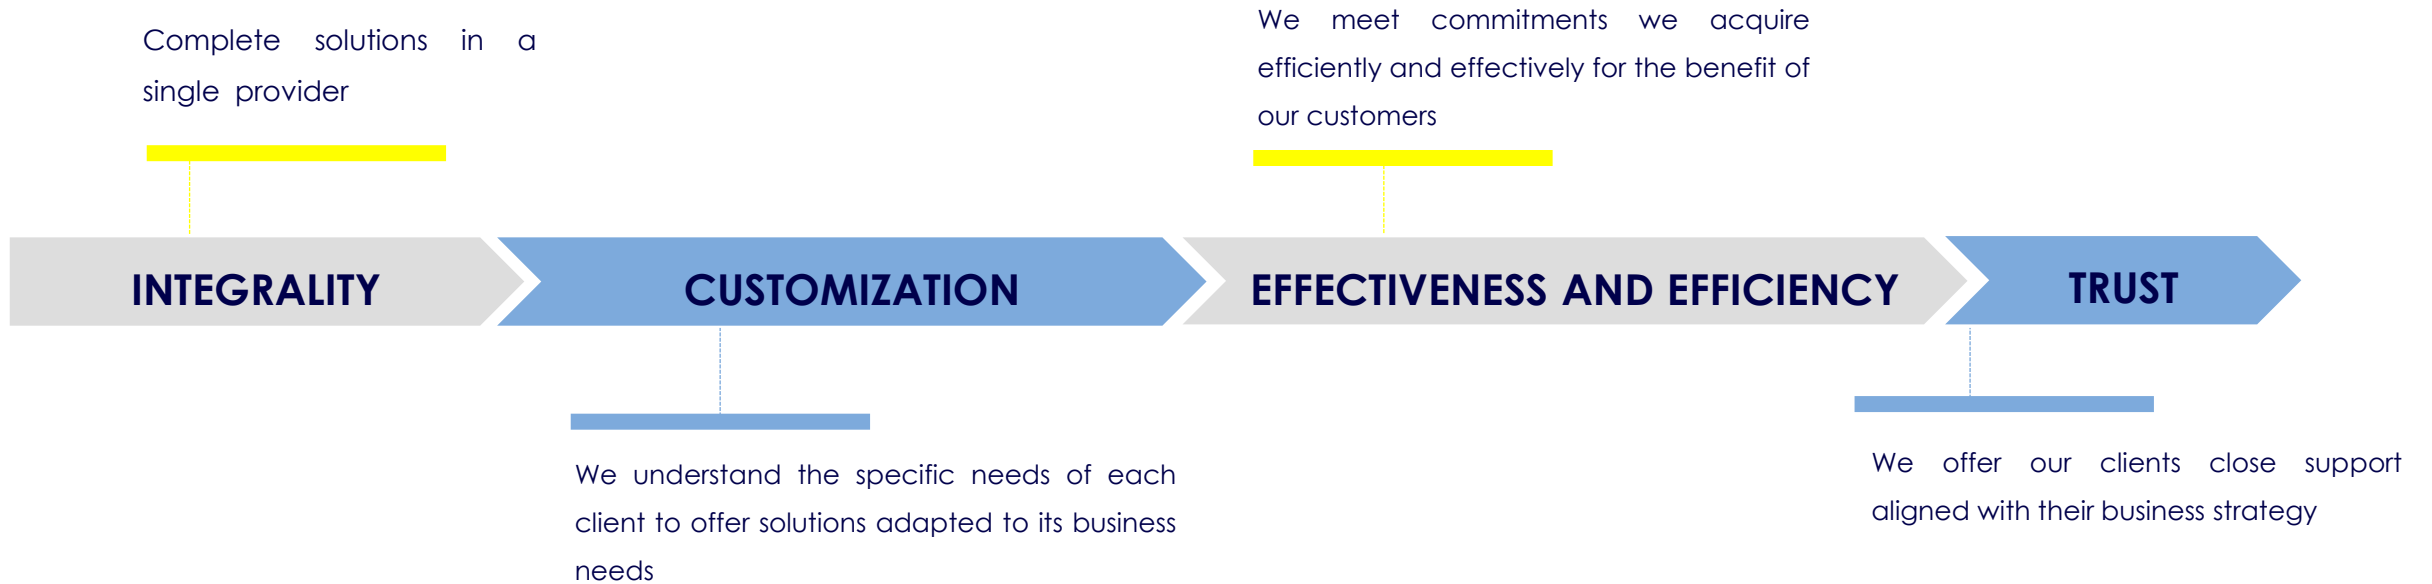 Complete solutions in a
single provider
We meet commitments we acquire
efficiently and effectively for the benefit of
our customers
INTEGRALITY
CUSTOMIZATION
EFFECTIVENESS AND EFFICIENCY
TRUST
We understand the specific needs of each
client to offer solutions adapted to its business
needs
We offer our clients close support
aligned with their business strategy